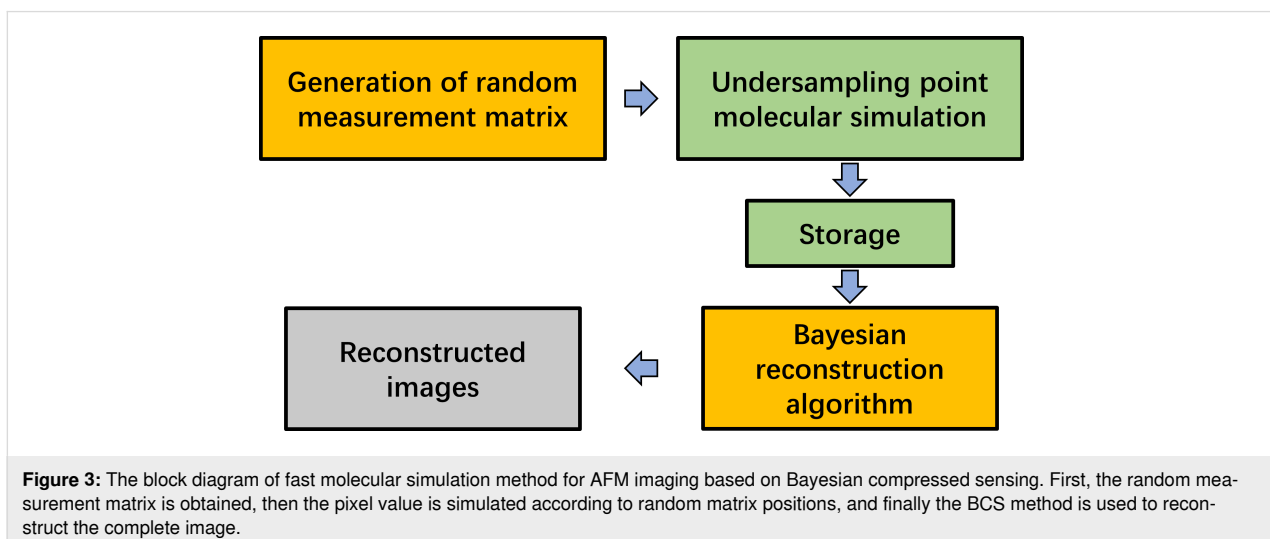 Generation of random
measurement matrix
Undersampling point
molecular simulation
Storage
Bayesian
reconstruction
algorithm
Reconstructed
images
Figure 3: The block diagram of fast molecular simulation method for AFM imaging based on Bayesian compressed sensing. First, the random mea-
surement matrix is obtained, then the pixel value is simulated according to random matrix positions, and finally the BCS method is used to recon-
struct the complete image.